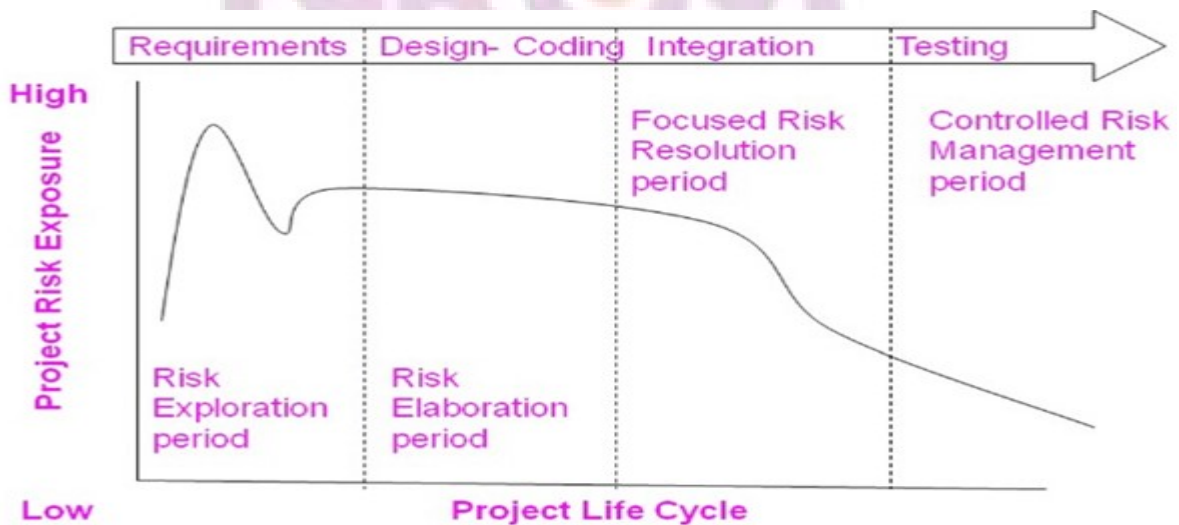 Requirements
Design- Coding
Integration
Testing
High
Project Risk Exposure
Focused Risk
Resolution
period
Controlled Risk
Management
period
Risk
Exploration
period
Risk
Elaboration
period
Low
Project Life Cycle